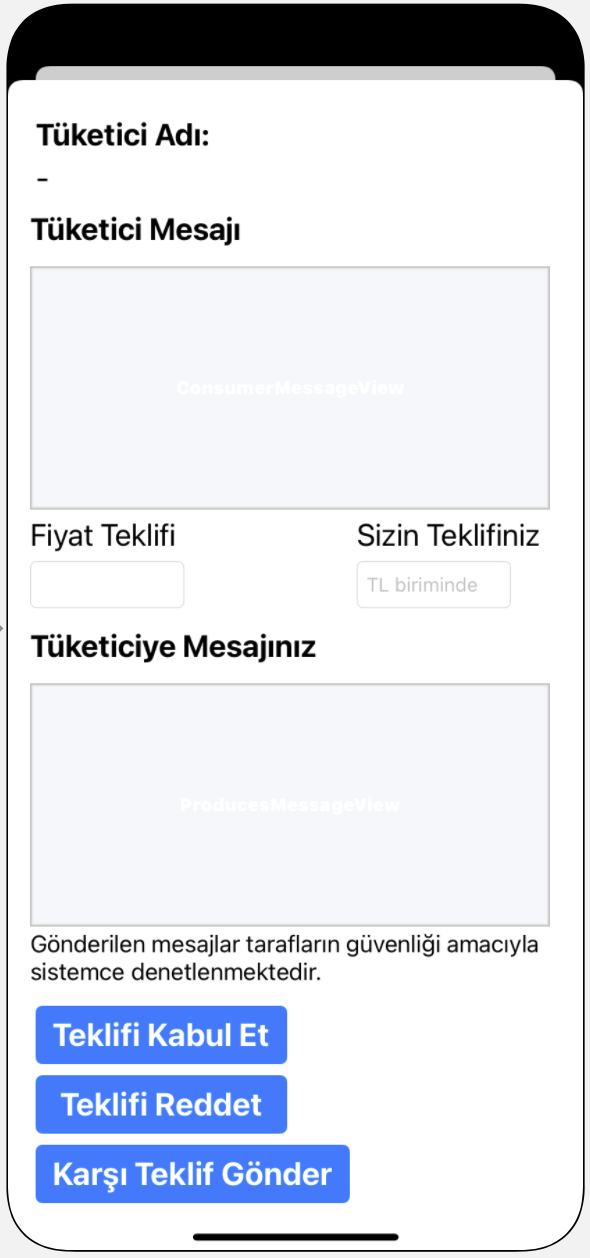 Tüketici Adı:
-
Tüketici Mesajı
ConsumerMessageView
Fiyat Teklifi
Sizin Teklifiniz
TL biriminde
Tüketiciye Mesajınız
ProducesMessageView
Gönderilen mesajlar tarafların güvenliği amacıyla
sistemce denetlenmektedir.
Teklifi Kabul Et
Teklifi Reddet
Karşı Teklif Gönder